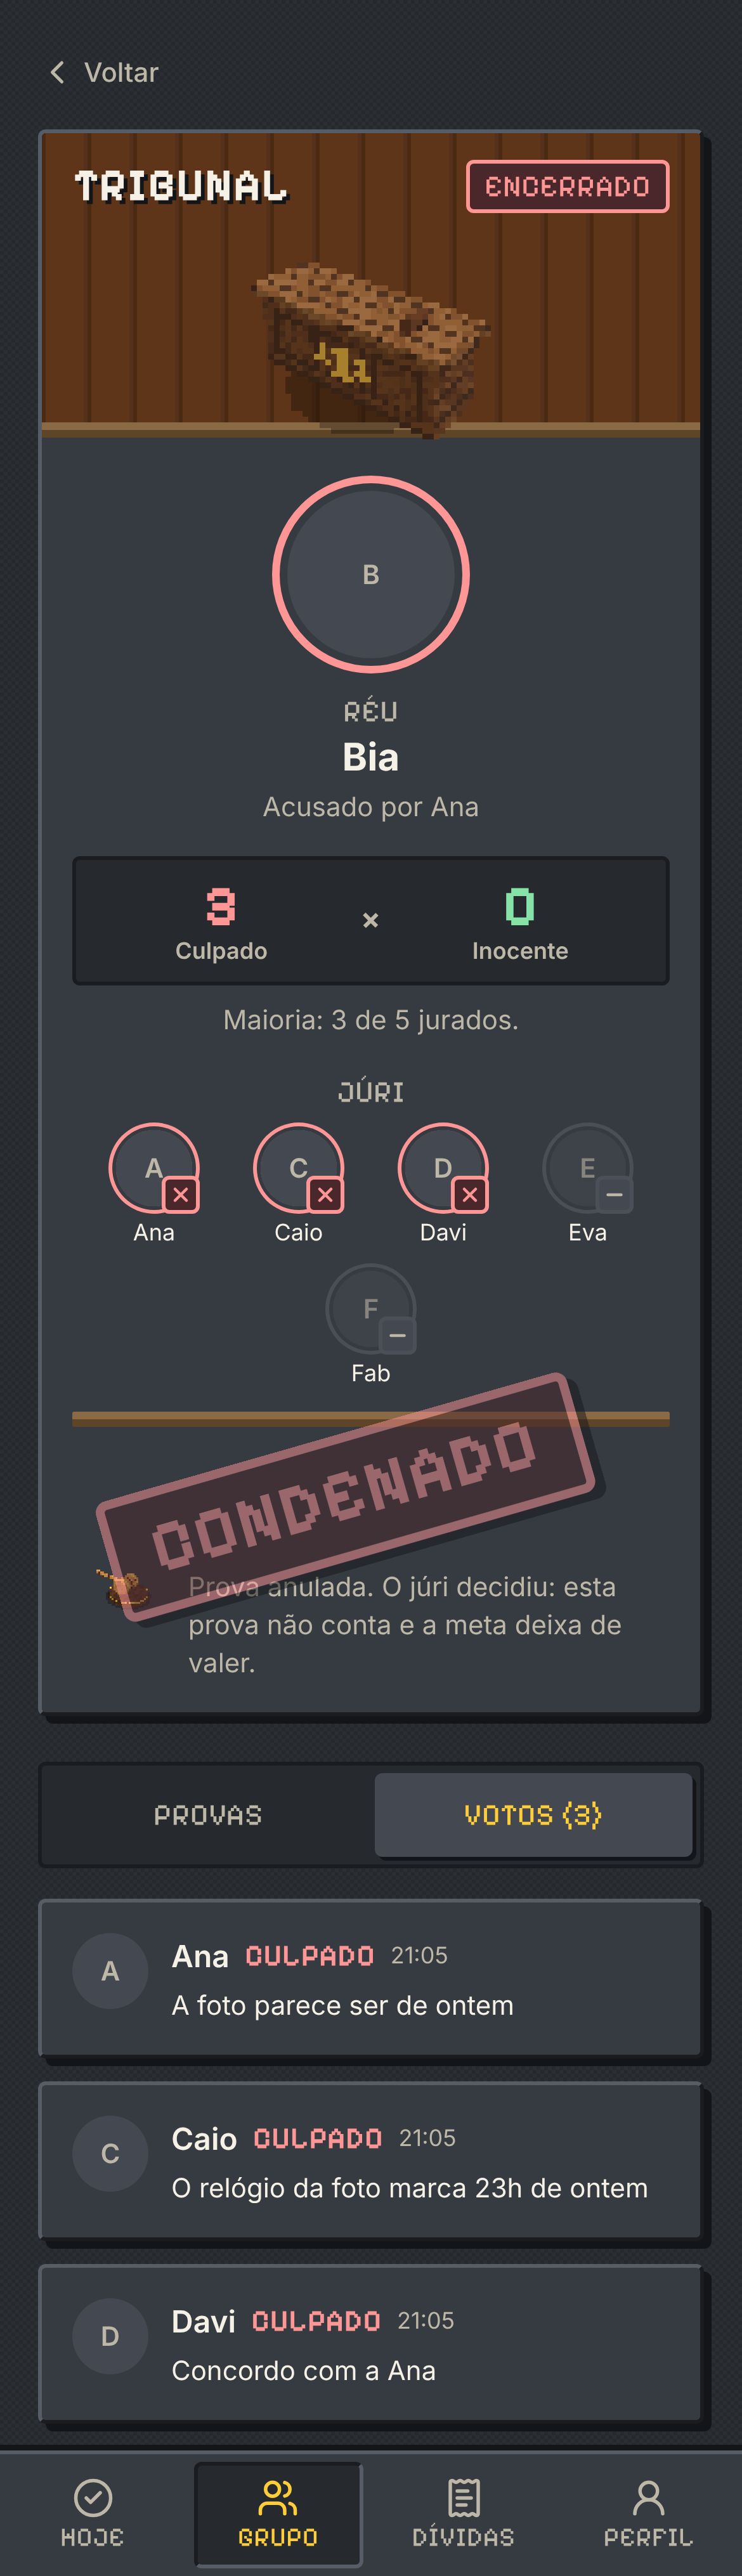 Voltar
TRIBUNAL
ENCERRADO
B
RÉU
Bia
Acusado por Ana
3 × 0
Culpado Inocente
Maioria: 3 de 5 jurados.
JÚRI
A C D E
Ana Caio Davi Eva
F
Fab
CONDENADO
Prova anulada. O júri decidiu: esta
prova não conta e a meta deixa de
valer.
PROVAS VOTOS (3)
A
Ana CULPADO 21:05
A foto parece ser de ontem
C
Caio CULPADO 21:05
O relógio da foto marca 23h de ontem
D
Davi CULPADO 21:05
Concordo com a Ana
HOJE GRUPO DÍVIDAS PERFIL